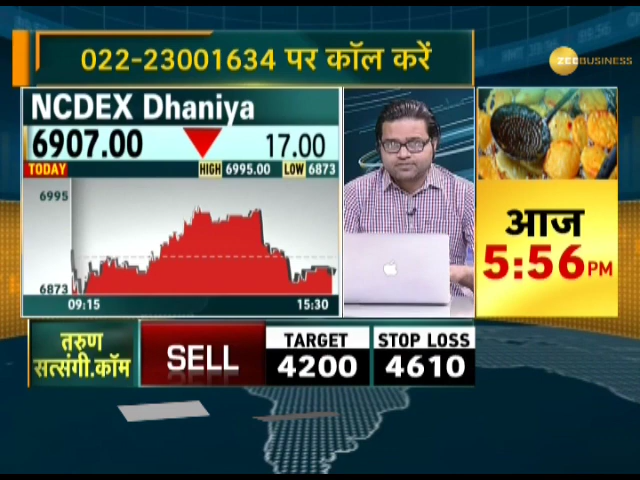 022-23001634 पर कॉल करें
ZEEBUSINESS
NCDEX Dhaniya
6907.00 17.00
TODAY HIGH 6995.00 LOW 6873
6995
6873
09:15 15:30
आज
5:56 PM
तरुण
सत्संगी.कॉम
SELL
TARGET
4200
STOP LOSS
4610